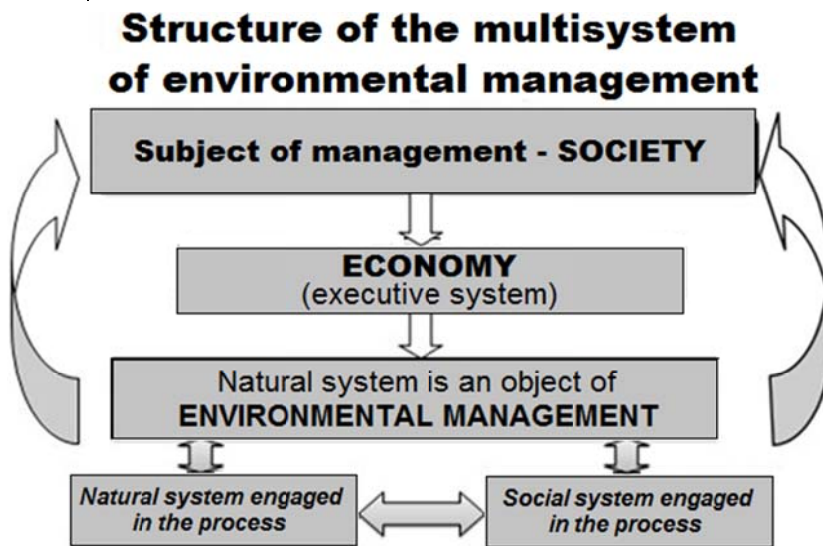 Structure of the multisystem
of environmental management
Subject of management - SOCIETY
ECONOMY
(executive system)
Natural system is an object of
ENVIRONMENTAL MANAGEMENT
Natural system engaged
in the process
Social system engaged
in the process